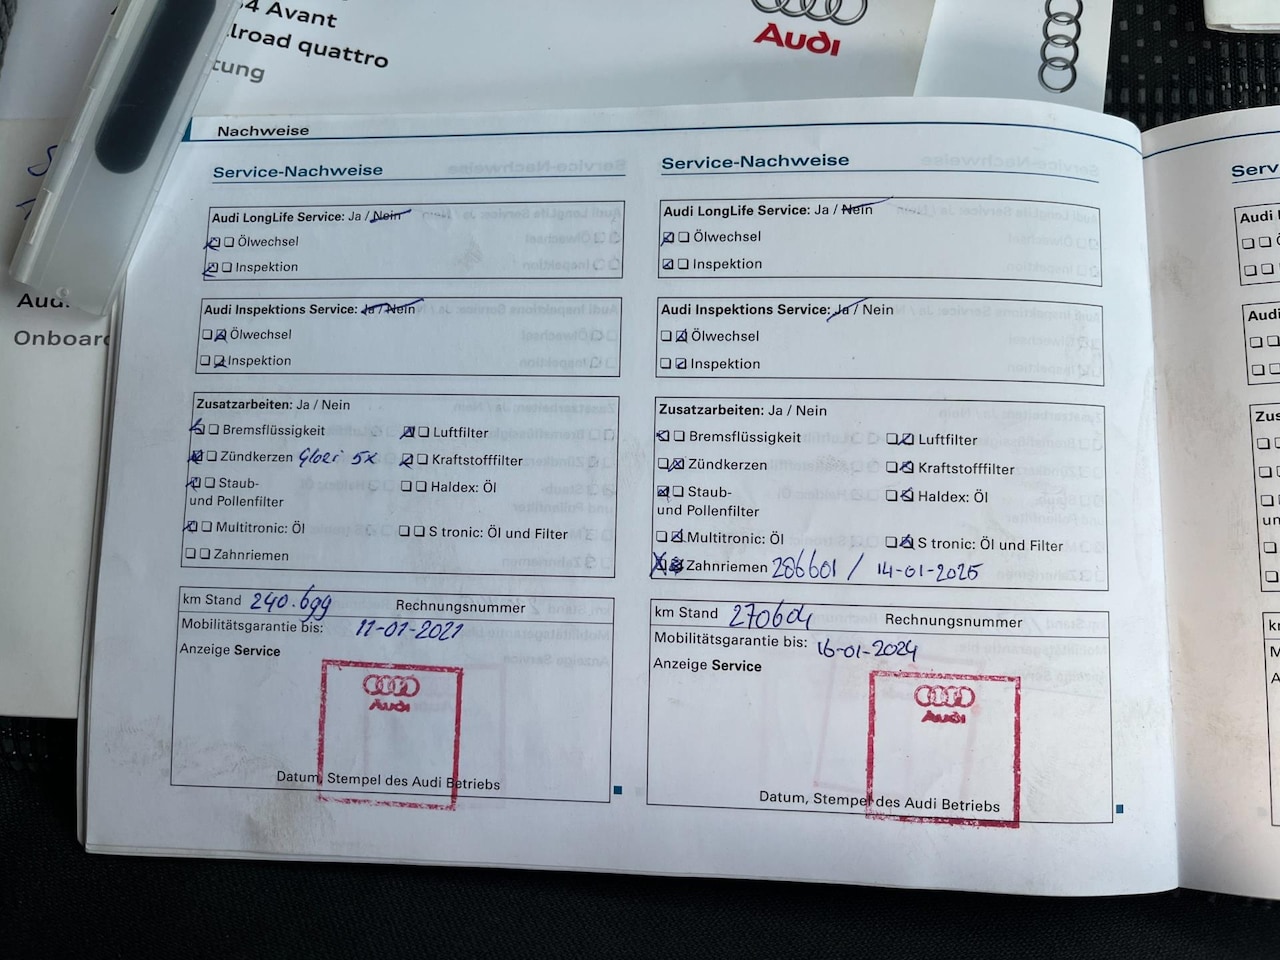 4 Avant
lroad quattro
tung
Audi
Aud
Onboard
Nachweise
Service-Nachweise
Audi LongLife Service: Ja / Nein
Ölwechsel
Inspektion
Audi Inspektions Service: Ja / Nein
Ölwechsel
Inspektion
Zusatzarbeiten: Ja / Nein
Bremsflüssigkeit
Luftfilter
Zündkerzen Gloei 5x
Kraftstofffilter
Staub-
und Pollenfilter
Haldex: Öl
Multitronic: Öl
S tronic: Öl und Filter
Zahnriemen
km Stand 240.699
Rechnungsnummer
Mobilitätsgarantie bis: 11-01-2021
Anzeige Service
Audi
Datum, Stempel des Audi Betriebs
Service-Nachweise
Audi LongLife Service: Ja / Nein
Ölwechsel
Inspektion
Audi Inspektions Service: Ja / Nein
Ölwechsel
Inspektion
Zusatzarbeiten: Ja / Nein
Bremsflüssigkeit
Luftfilter
Zündkerzen
Kraftstofffilter
Staub-
und Pollenfilter
Haldex: Öl
Multitronic: Öl
S tronic: Öl und Filter
Zahnriemen 286601 / 14-01-2025
km Stand 270604
Rechnungsnummer
Mobilitätsgarantie bis: 16-01-2024
Anzeige Service
Audi
Datum, Stempel des Audi Betriebs
Serv
Audi
Audi
Zus
un
km
M
A